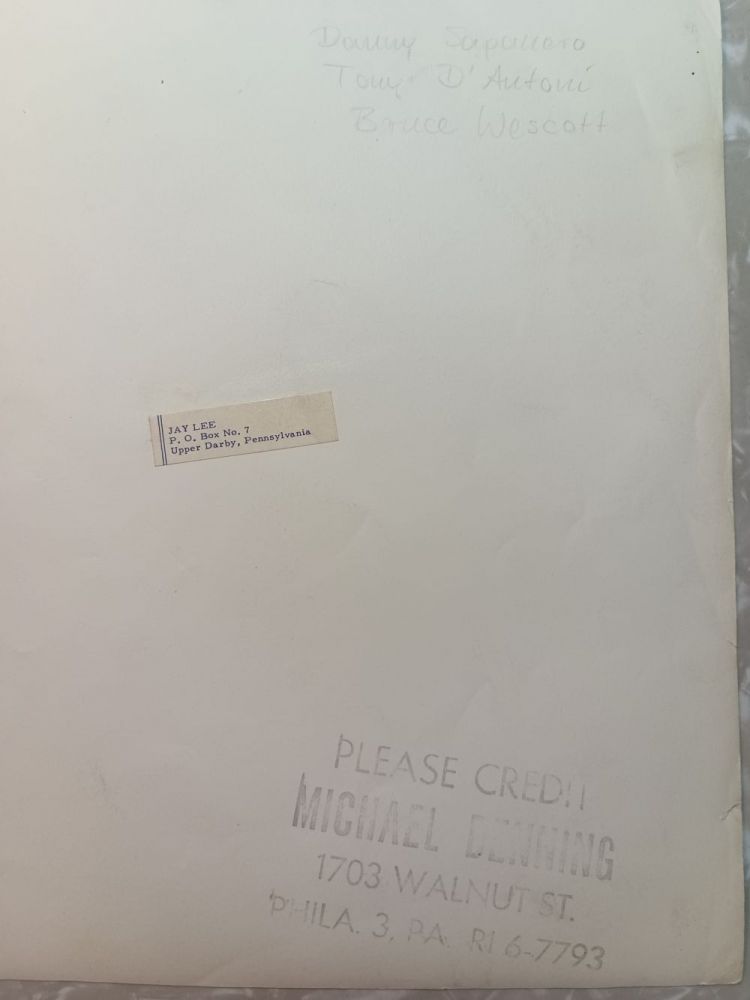 Danny
Tony D'Antoni
Bruce Wescott
JAY LEE
P. O. Box No. 7
Upper Darby, Pennsylvania
PLEASE CREDIT
MICHAEL DENNING
1703 WALNUT ST.
PHILA. 3, PA. RI 6-7793